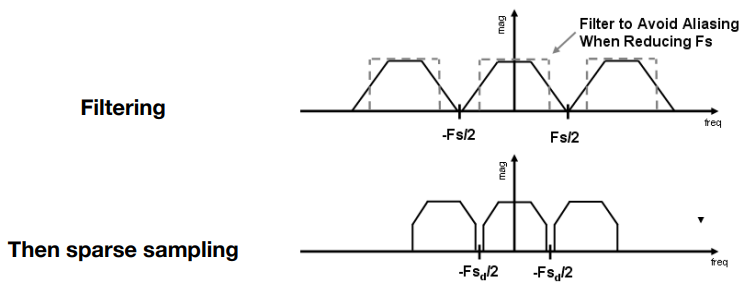 mag
Filter to Avoid Aliasing
When Reducing Fs
Filtering
-Fs/2
Fs/2
freq
mag
Then sparse sampling
-Fsd/2
-Fsd/2
freq